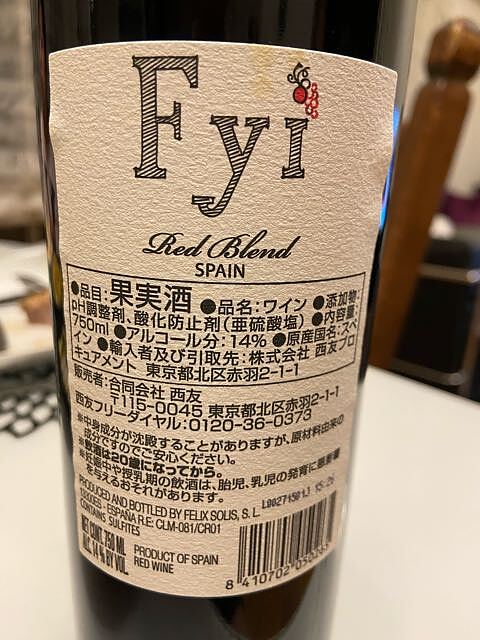 Fyi
Red Blend
SPAIN
●品目:果実酒 ●品名:ワイン ●添加物:
pH調整剤、酸化防止剤(亜硫酸塩) ●内容量:
750ml ●アルコール分:14% ●原産国名:スペ
イン ●輸入者及び引取先:株式会社 西友プロ
キュアメント 東京都北区赤羽2-1-1
販売者:合同会社 西友
〒115-0045 東京都北区赤羽2-1-1
西友フリーダイヤル:0120-36-0373
※中身成分が沈殿することがありますが、原材料由来の
成分ですのでご安心ください。
※飲酒は20歳になってから。
※妊娠中や授乳期の飲酒は、胎児、乳児の発育に悪影響
を与えるおそれがあります。
PRODUCED AND BOTTLED BY FELIX SOLIS, S. L.
13000ES - ESPAÑA R.E: CLM-081/CR01
CONTAINS SULFITES
NET CONT. 750 ML
ALC. 14% BY VOL.
PRODUCT OF SPAIN
RED WINE
8 410702